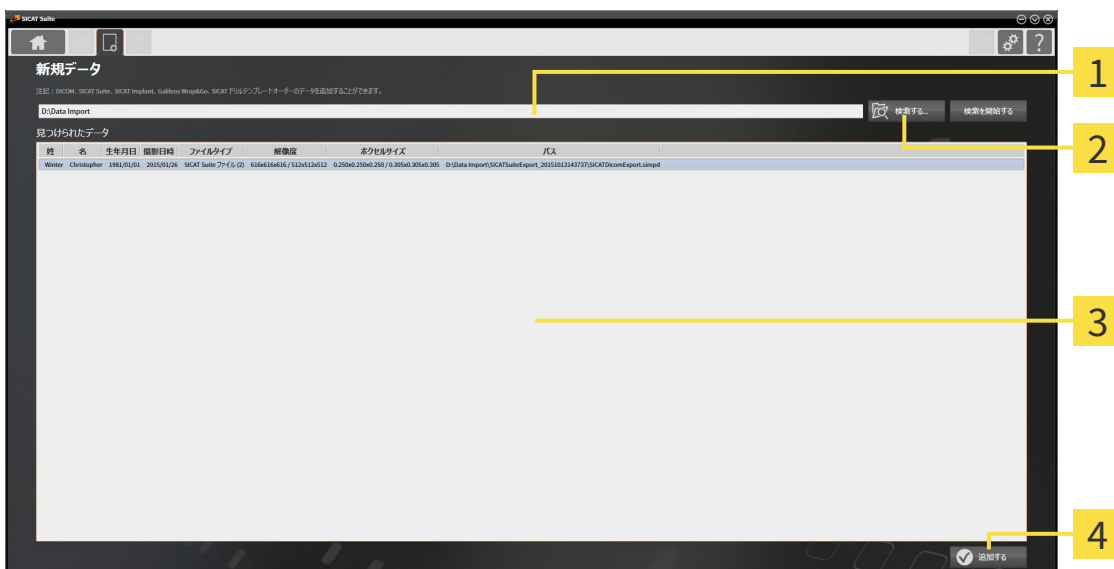 SICAT Suite
新規データ
注記：DICOM, SICAT Suite, SICAT Implant, Galileos Wrap&Go, SICAT ドリルテンプレートオーダーのデータを追加することができます。
D:\Data Import 検索する... 検索を開始する
見つけられたデータ
姓 名 生年月日 撮影日時 ファイルタイプ 解像度 ボクセルサイズ パス
Winter Christopher 1981/01/01 2015/01/26 SICAT Suite ファイル (2) 616x616x616 / 512x512x512 0.250x0.250x0.250 / 0.305x0.305x0.305 D:\Data Import\SICATSuiteExport_20151013143737\SICATDicomExport.simpd
追加する
1
2
3
4